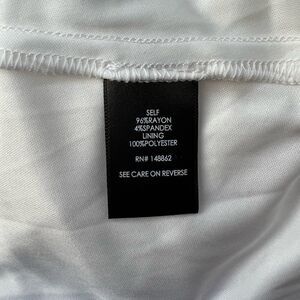 SELF
96%RAYON
4%SPANDEX
LINING
100%POLYESTER
RN# 148862
SEE CARE ON REVERSE